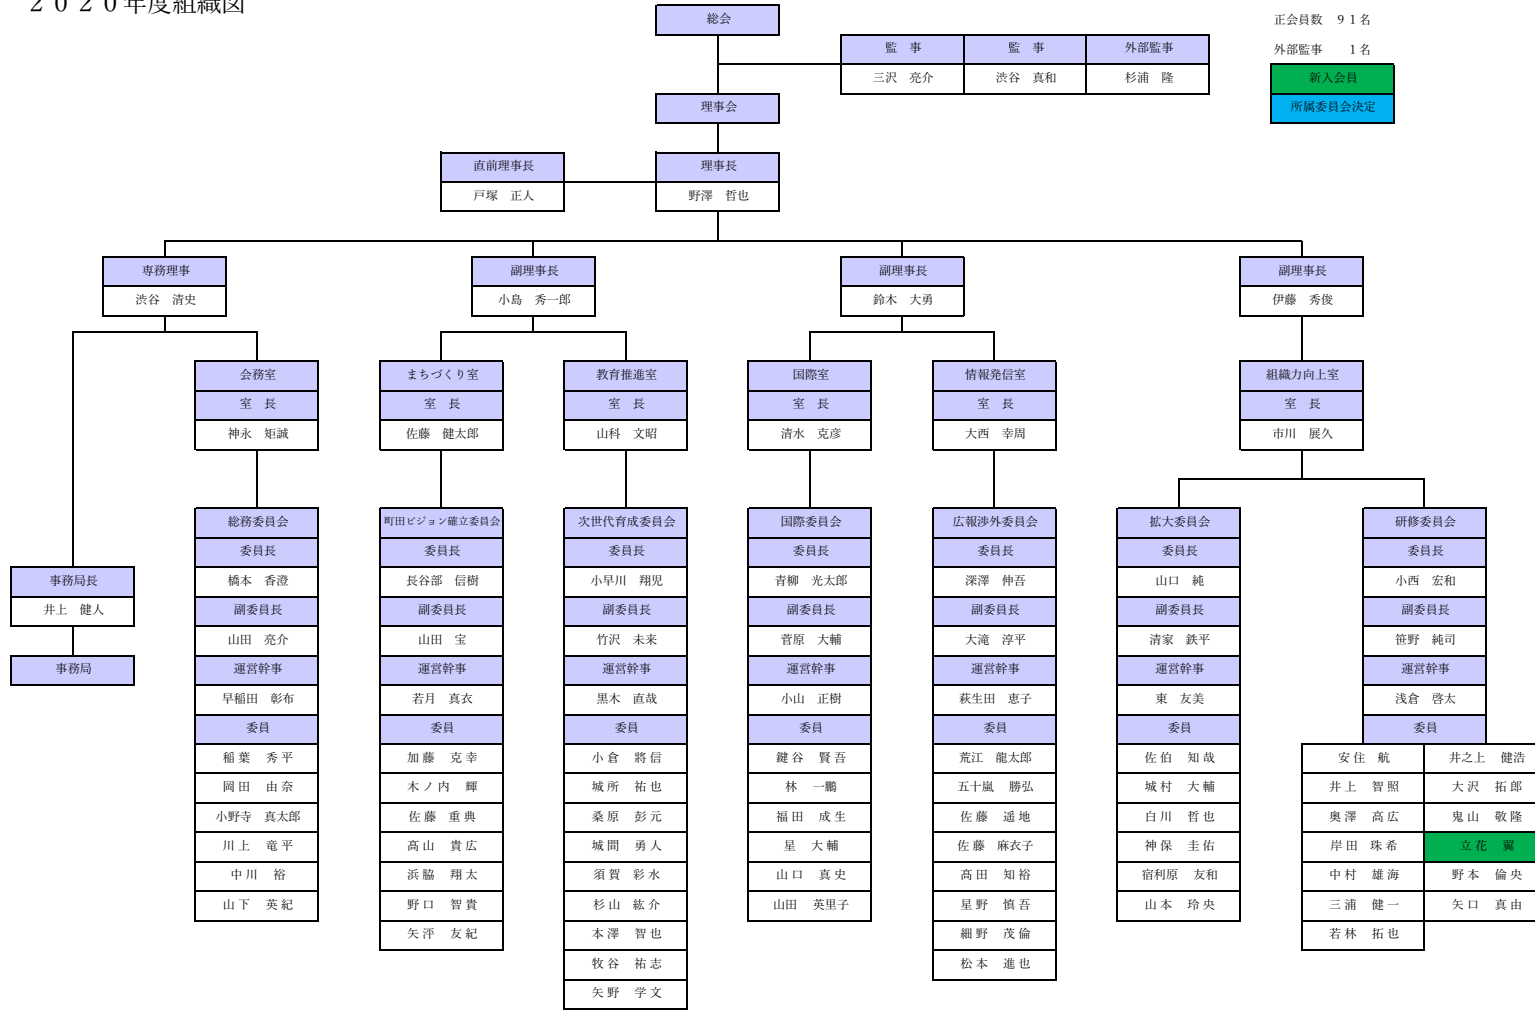 ２０２０年度組織図
総会
正会員数　９１名
外部監事　　１名
監　事　監　事　外部監事
三沢　亮介　渋谷　真和　杉浦　隆
新入会員
所属委員会決定
理事会
直前理事長
戸塚　正人
理事長
野澤　哲也
専務理事
渋谷　清史
副理事長
小島　秀一郎
副理事長
鈴木　大勇
副理事長
伊藤　秀俊
会務室
室　長
神永　矩誠
まちづくり室
室　長
佐藤　健太郎
教育推進室
室　長
山科　文昭
国際室
室　長
清水　克彦
情報発信室
室　長
大西　幸周
組織力向上室
室　長
市川　展久
事務局長
井上　健人
事務局
総務委員会
委員長
橋本　香澄
副委員長
山田　亮介
運営幹事
早稲田　彰布
委員
稲 葉　秀 平
岡 田　由 奈
小野寺　真太郎
川 上　竜 平
中 川　裕
山 下　英 紀
町田ビジョン確立委員会
委員長
長谷部　信樹
副委員長
山田　宝
運営幹事
若月　真衣
委員
加 藤　克 幸
木 ノ 内　輝
佐 藤　重 典
髙 山　貴 広
浜 脇　翔 太
野 口　智 貴
矢 泙　友 紀
次世代育成委員会
委員長
小早川　翔児
副委員長
竹沢　未来
運営幹事
黒木　直哉
委員
小 倉　將 信
城 所　祐 也
桑 原　彭 元
城 間　勇 人
須 賀　彩 水
杉 山　紘 介
本 澤　智 也
牧 谷　祐 志
矢 野　学 文
国際委員会
委員長
青柳　光太郎
副委員長
菅原　大輔
運営幹事
小山　正樹
委員
鍵 谷　賢 吾
林　一鵬
福 田　成 生
星　大 輔
山 口　真 史
山田　英里子
広報渉外委員会
委員長
深澤　伸吾
副委員長
大滝　淳平
運営幹事
萩生田　恵子
委員
荒江　龍太郎
五十嵐　勝弘
佐 藤　遥 地
佐 藤　麻衣子
髙 田　知 裕
星 野　慎 吾
細 野　茂 倫
松 本　進 也
拡大委員会
委員長
山口　純
副委員長
清家　鉄平
運営幹事
東　友美
委員
佐 伯　知 哉
城 村　大 輔
白 川　哲 也
神 保　圭 佑
宿利原　友和
山 本　玲 央
研修委員会
委員長
小西　宏和
副委員長
笹野　純司
運営幹事
浅倉　啓太
委員
安 住　航　井之上　健浩
井 上　智 照　大 沢　拓 郎
奥 澤　高 広　鬼 山　敬 隆
岸 田　珠 希　立 花　翼
中 村　雄 海　野 本　倫 央
三 浦　健 一　矢 口　真 由
若 林　拓 也